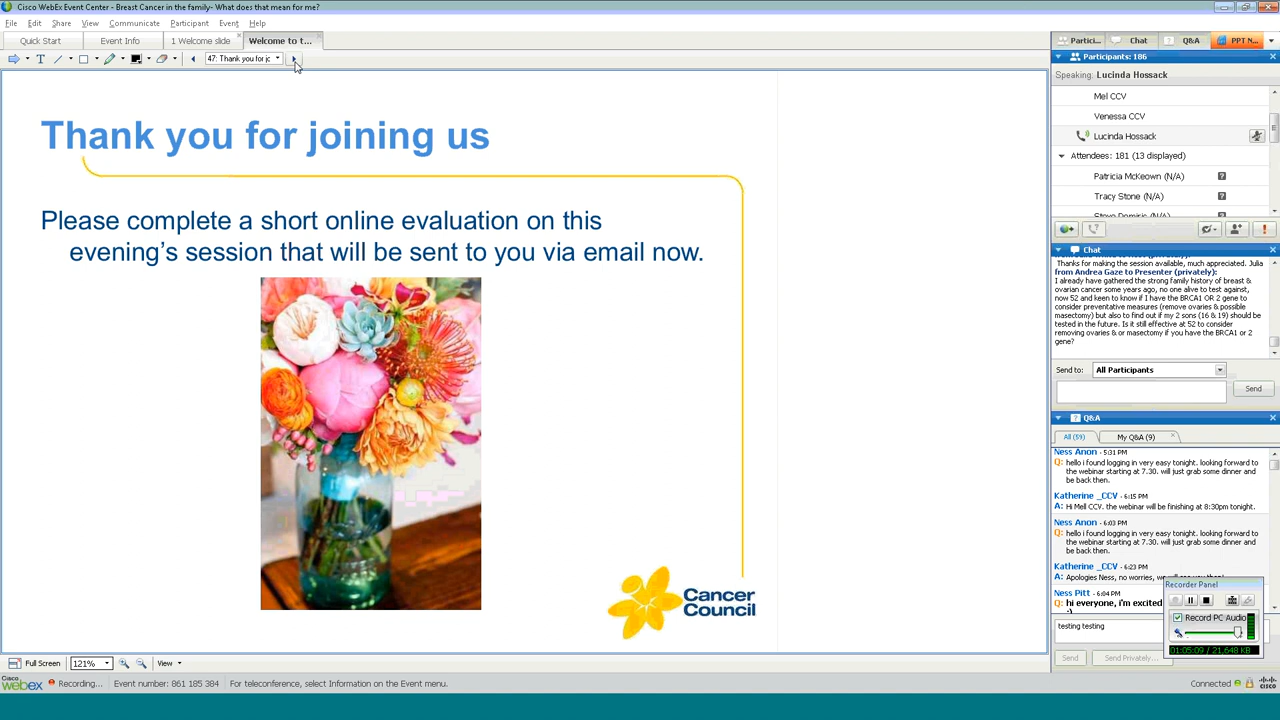 Cisco WebEx Event Center - Breast Cancer in the family- What does that mean for me?
File Edit Share View Communicate Participant Event Help
Quick Start Event Info 1 Welcome slide Welcome to t...
47: Thank you for jc
Thank you for joining us
Please complete a short online evaluation on this
evening's session that will be sent to you via email now.
Cancer
Council
Partici... Chat Q&A PPT N...
Participants: 186
Speaking: Lucinda Hossack
Mel CCV
Venessa CCV
Lucinda Hossack
Attendees: 181 (13 displayed)
Patricia McKeown (N/A)
Tracy Stone (N/A)
Chat
Thanks for making the session available, much appreciated. Julia
from Andrea Gaze to Presenter (privately):
I already have gathered the strong family history of breast &
ovarian cancer some years ago, no one alive to test against,
now 52 and keen to know if I have the BRCA1 OR 2 gene to
consider preventative measures (remove ovaries & possible
masectomy) but also to find out if my 2 sons (16 & 19) should be
tested in the future. Is it still effective at 52 to consider
removing ovaries & or masectomy if you have the BRCA1 or 2
gene?
Send to: All Participants
Send
Q&A
All (59) My Q&A (9)
Ness Anon - 5:31 PM
Q: hello i found logging in very easy tonight. looking forward to
the webinar starting at 7.30. will just grab some dinner and
be back then.
Katherine _CCV - 6:15 PM
A: Hi Mell CCV. the webinar will be finishing at 8:30pm tonight.
Ness Anon - 6:03 PM
Q: hello i found logging in very easy tonight. looking forward to
the webinar starting at 7.30. will just grab some dinner and
be back then.
Katherine _CCV - 6:23 PM
A: Apologies Ness, no worries, we
Ness Pitt - 6:04 PM
Q: hi everyone, i'm excited
:)
testing testing
Send Send Privately...
Recorder Panel
Record PC Audio
01:05:09 / 21,648 KB
Full Screen 121% View
Cisco
webex Recording... Event number: 861 185 384 For teleconference, select Information on the Event menu. Connected
CISCO